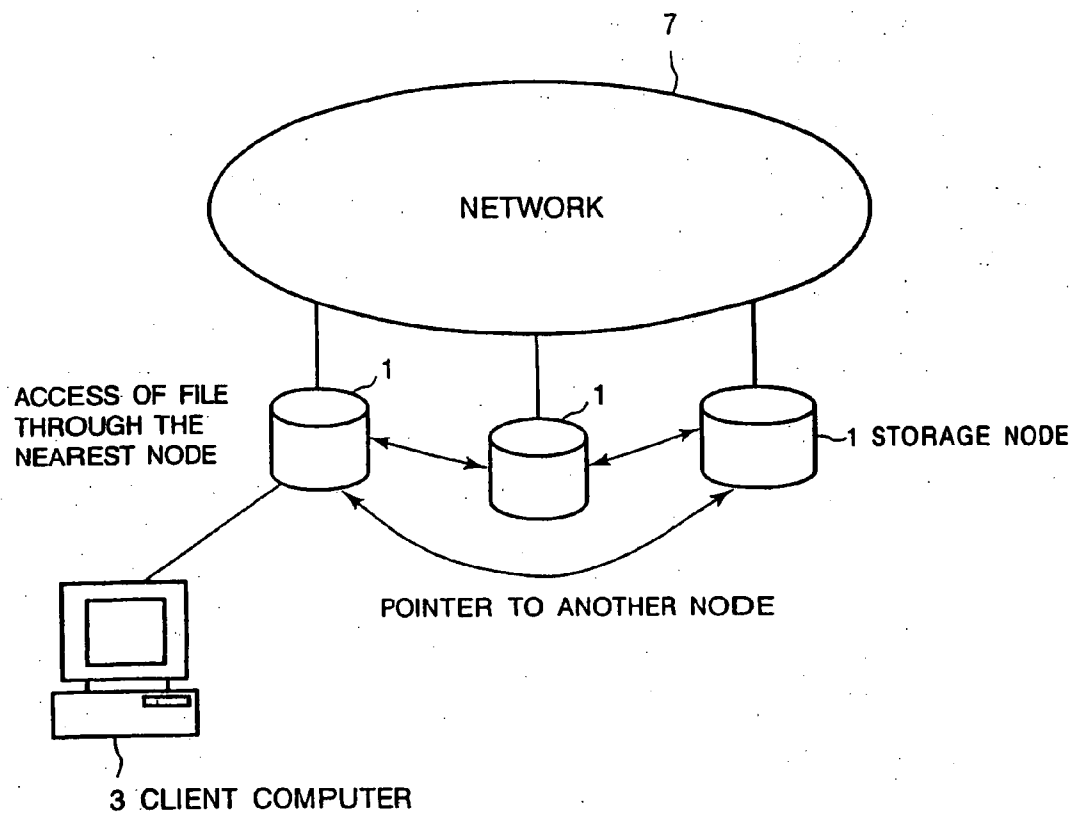 7
NETWORK
ACCESS OF FILE
THROUGH THE
NEAREST NODE
1
1
1 STORAGE NODE
POINTER TO ANOTHER NODE
3 CLIENT COMPUTER